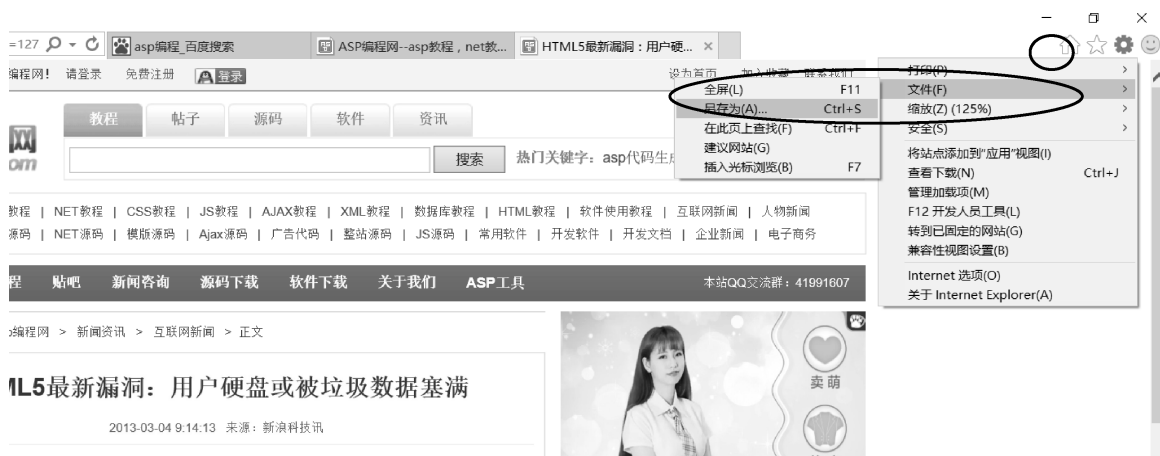 =127
asp编程_百度搜索
ASP编程网--asp教程，net教...
HTML5最新漏洞：用户硬...
编程网! 请登录 免费注册 登录
设为首页 加入收藏 联系我们
打印(P)
文件(F)
缩放(Z) (125%)
安全(S)
将站点添加到"应用"视图(I)
查看下载(N) Ctrl+J
管理加载项(M)
F12 开发人员工具(L)
转到已固定的网站(G)
兼容性视图设置(B)
Internet 选项(O)
关于 Internet Explorer(A)
全屏(L) F11
另存为(A)... Ctrl+S
在此页上查找(F) Ctrl+F
建议网站(G)
插入光标浏览(B) F7
教程 帖子 源码 软件 资讯
om
搜索 热门关键字：asp代码生
教程 | NET教程 | CSS教程 | JS教程 | AJAX教程 | XML教程 | 数据库教程 | HTML教程 | 软件使用教程 | 互联网新闻 | 人物新闻
源码 | NET源码 | 模版源码 | Ajax源码 | 广告代码 | 整站源码 | JS源码 | 常用软件 | 开发软件 | 开发文档 | 企业新闻 | 电子商务
程 贴吧 新闻咨询 源码下载 软件下载 关于我们 ASP工具 本站QQ交流群：41991607
编程网 > 新闻资讯 > 互联网新闻 > 正文
ML5最新漏洞：用户硬盘或被垃圾数据塞满
2013-03-04 9:14:13 来源：新浪科技讯
卖萌